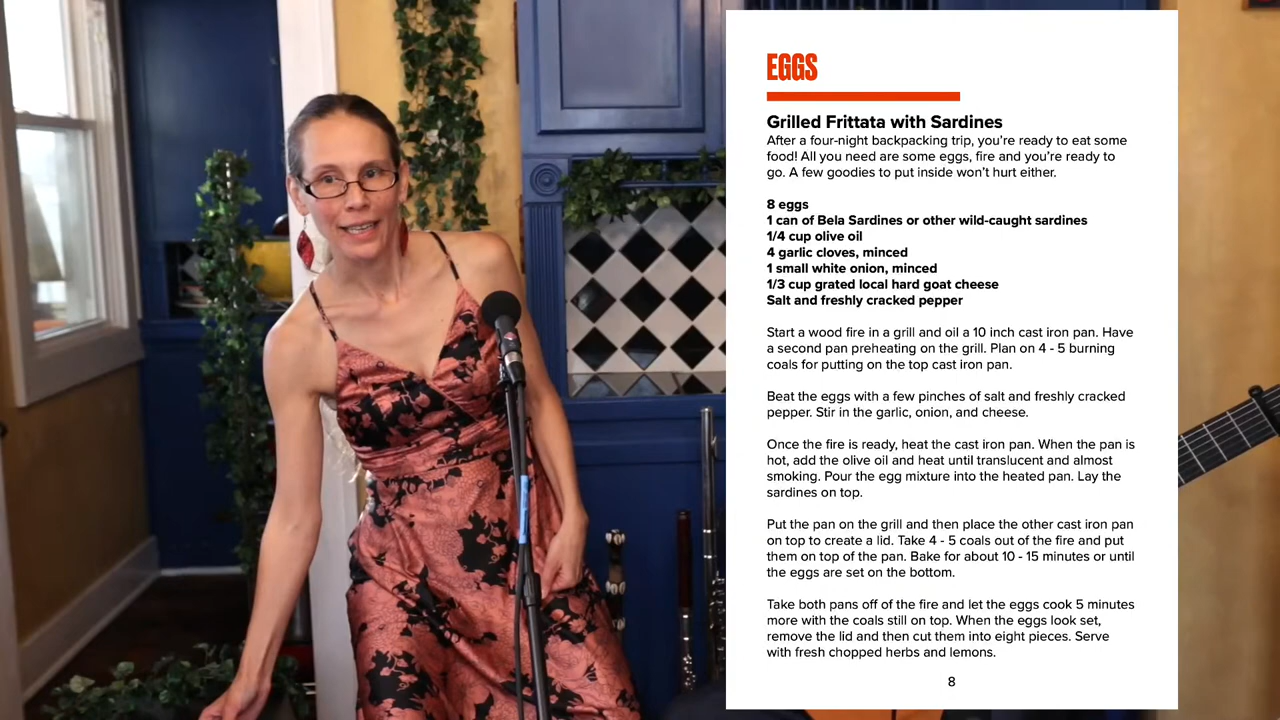 EGGS
Grilled Frittata with Sardines
After a four-night backpacking trip, you're ready to eat some
food! All you need are some eggs, fire and you're ready to
go. A few goodies to put inside won't hurt either.
8 eggs
1 can of Bela Sardines or other wild-caught sardines
1/4 cup olive oil
4 garlic cloves, minced
1 small white onion, minced
1/3 cup grated local hard goat cheese
Salt and freshly cracked pepper
Start a wood fire in a grill and oil a 10 inch cast iron pan. Have
a second pan preheating on the grill. Plan on 4 - 5 burning
coals for putting on the top cast iron pan.
Beat the eggs with a few pinches of salt and freshly cracked
pepper. Stir in the garlic, onion, and cheese.
Once the fire is ready, heat the cast iron pan. When the pan is
hot, add the olive oil and heat until translucent and almost
smoking. Pour the egg mixture into the heated pan. Lay the
sardines on top.
Put the pan on the grill and then place the other cast iron pan
on top to create a lid. Take 4 - 5 coals out of the fire and put
them on top of the pan. Bake for about 10 - 15 minutes or until
the eggs are set on the bottom.
Take both pans off of the fire and let the eggs cook 5 minutes
more with the coals still on top. When the eggs look set,
remove the lid and then cut them into eight pieces. Serve
with fresh chopped herbs and lemons.
8